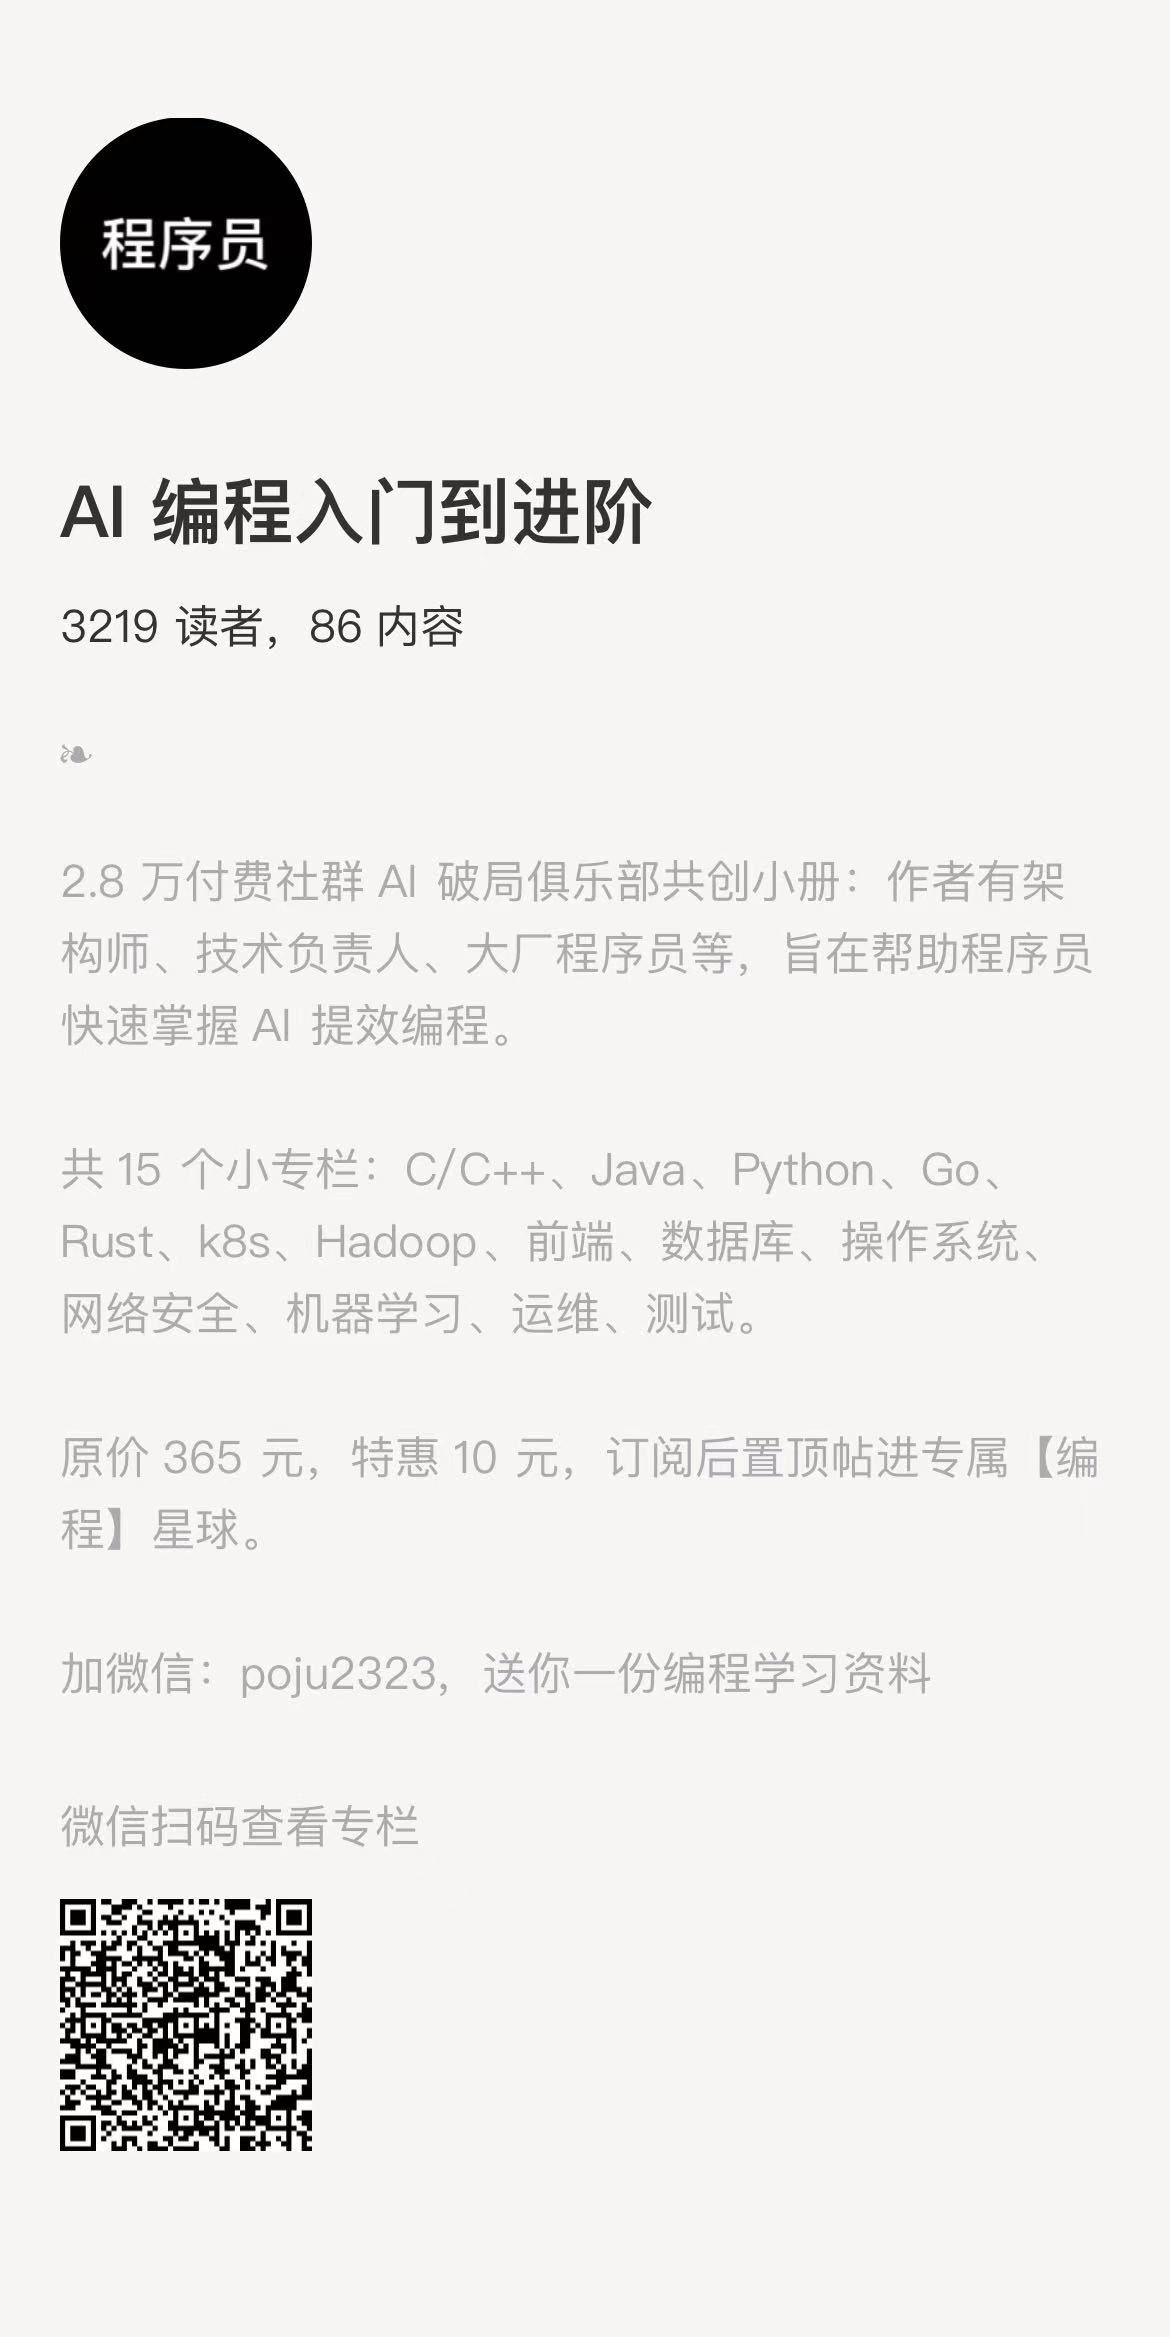 程序员
AI 编程入门到进阶
3219 读者，86 内容
❧
2.8 万付费社群 AI 破局俱乐部共创小册：作者有架
构师、技术负责人、大厂程序员等，旨在帮助程序员
快速掌握 AI 提效编程。
共 15 个小专栏：C/C++、Java、Python、Go、
Rust、k8s、Hadoop、前端、数据库、操作系统、
网络安全、机器学习、运维、测试。
原价 365 元，特惠 10 元，订阅后置顶帖进专属【编
程】星球。
加微信：poju2323，送你一份编程学习资料
微信扫码查看专栏